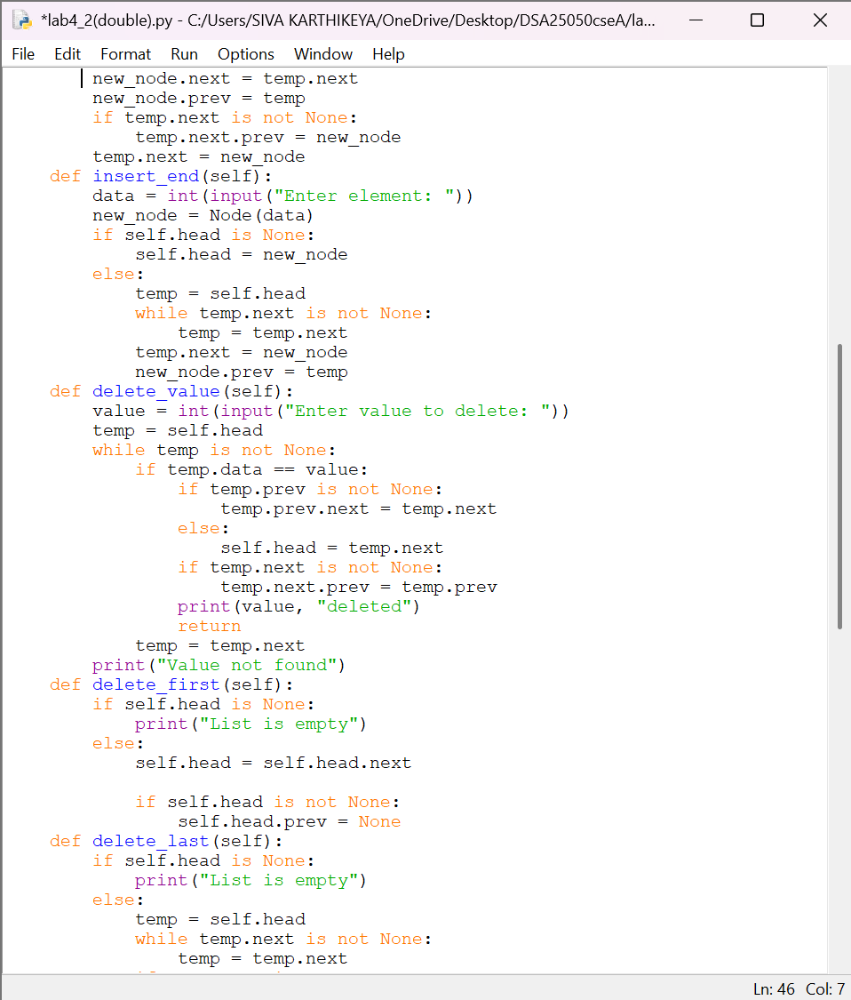 *lab4_2(double).py - C:/Users/SIVA KARTHIKEYA/OneDrive/Desktop/DSA25050cseA/la...
File Edit Format Run Options Window Help
        new_node.next = temp.next
        new_node.prev = temp
        if temp.next is not None:
            temp.next.prev = new_node
        temp.next = new_node
    def insert_end(self):
        data = int(input("Enter element: "))
        new_node = Node(data)
        if self.head is None:
            self.head = new_node
        else:
            temp = self.head
            while temp.next is not None:
                temp = temp.next
            temp.next = new_node
            new_node.prev = temp
    def delete_value(self):
        value = int(input("Enter value to delete: "))
        temp = self.head
        while temp is not None:
            if temp.data == value:
                if temp.prev is not None:
                    temp.prev.next = temp.next
                else:
                    self.head = temp.next
                if temp.next is not None:
                    temp.next.prev = temp.prev
                print(value, "deleted")
                return
            temp = temp.next
        print("Value not found")
    def delete_first(self):
        if self.head is None:
            print("List is empty")
        else:
            self.head = self.head.next

            if self.head is not None:
                self.head.prev = None
    def delete_last(self):
        if self.head is None:
            print("List is empty")
        else:
            temp = self.head
            while temp.next is not None:
                temp = temp.next
Ln: 46 Col: 7